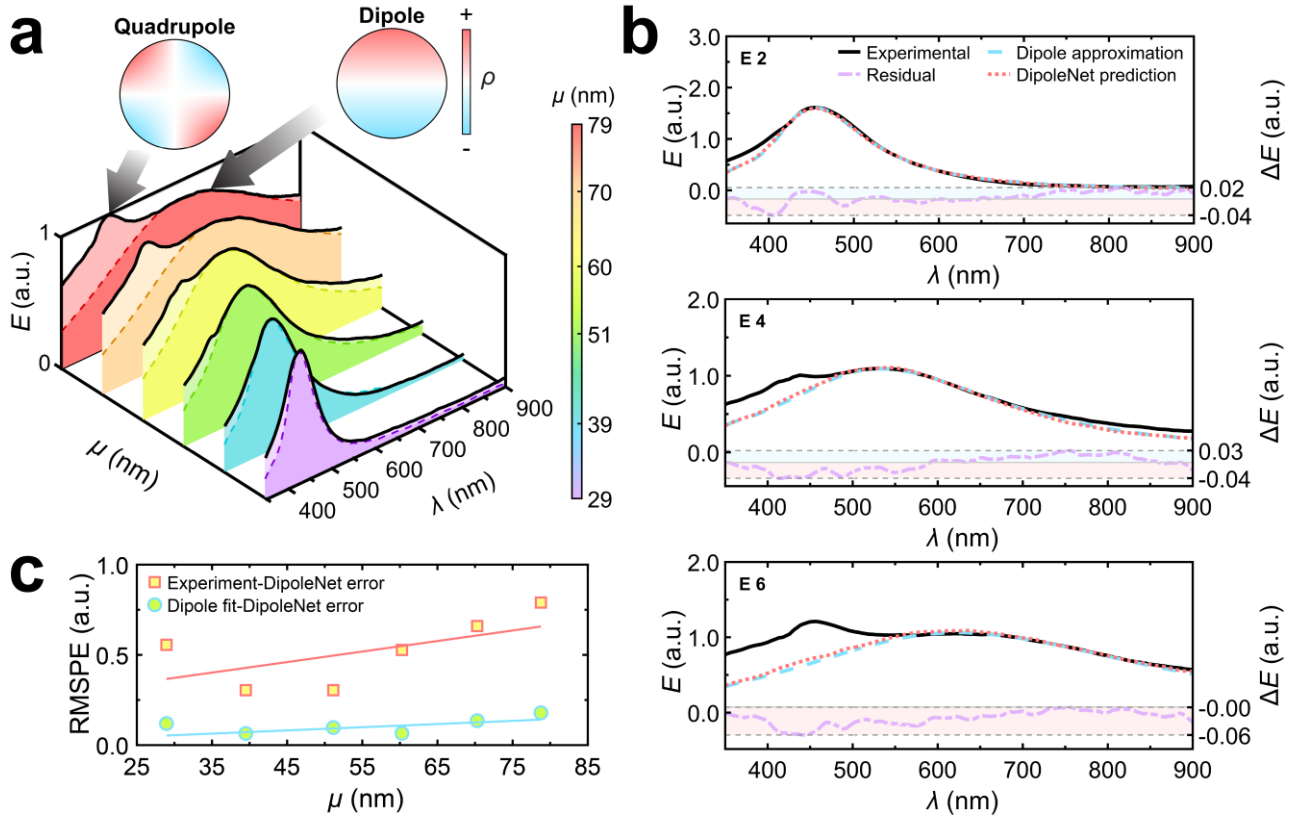 a
Quadrupole
Dipole
+
ρ
-
μ (nm)
79
70
60
51
39
29
1
E (a.u.)
0
μ (nm)
400
500
600
700
800
900
λ (nm)
b
E 2
Experimental
Dipole approximation
Residual
DipoleNet prediction
3.0
2.0
1.0
0.0
E (a.u.)
0.02
-0.04
ΔE (a.u.)
400 500 600 700 800 900
λ (nm)
E 4
2.0
1.0
0.0
E (a.u.)
0.03
-0.04
ΔE (a.u.)
400 500 600 700 800 900
λ (nm)
E 6
2.0
1.0
0.0
E (a.u.)
-0.00
-0.06
ΔE (a.u.)
400 500 600 700 800 900
λ (nm)
c
Experiment-DipoleNet error
Dipole fit-DipoleNet error
1.0
0.5
0.0
RMSPE (a.u.)
25 35 45 55 65 75 85
μ (nm)